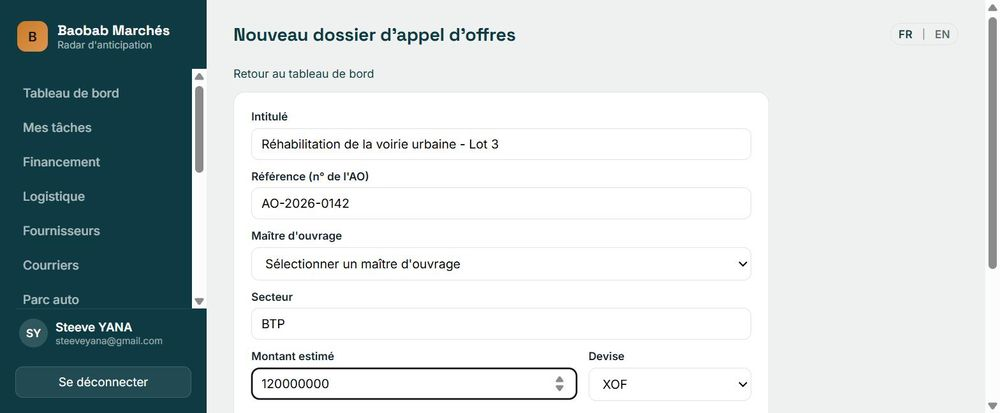 B
Baobab Marchés
Radar d'anticipation
Tableau de bord
Mes tâches
Financement
Logistique
Fournisseurs
Courriers
Parc auto
SY
Steeve YANA
steeveyana@gmail.com
Se déconnecter
Nouveau dossier d'appel d'offres
FR | EN
Retour au tableau de bord
Intitulé
Réhabilitation de la voirie urbaine - Lot 3
Référence (n° de l'AO)
AO-2026-0142
Maître d'ouvrage
Sélectionner un maître d'ouvrage
Secteur
BTP
Montant estimé
120000000
Devise
XOF